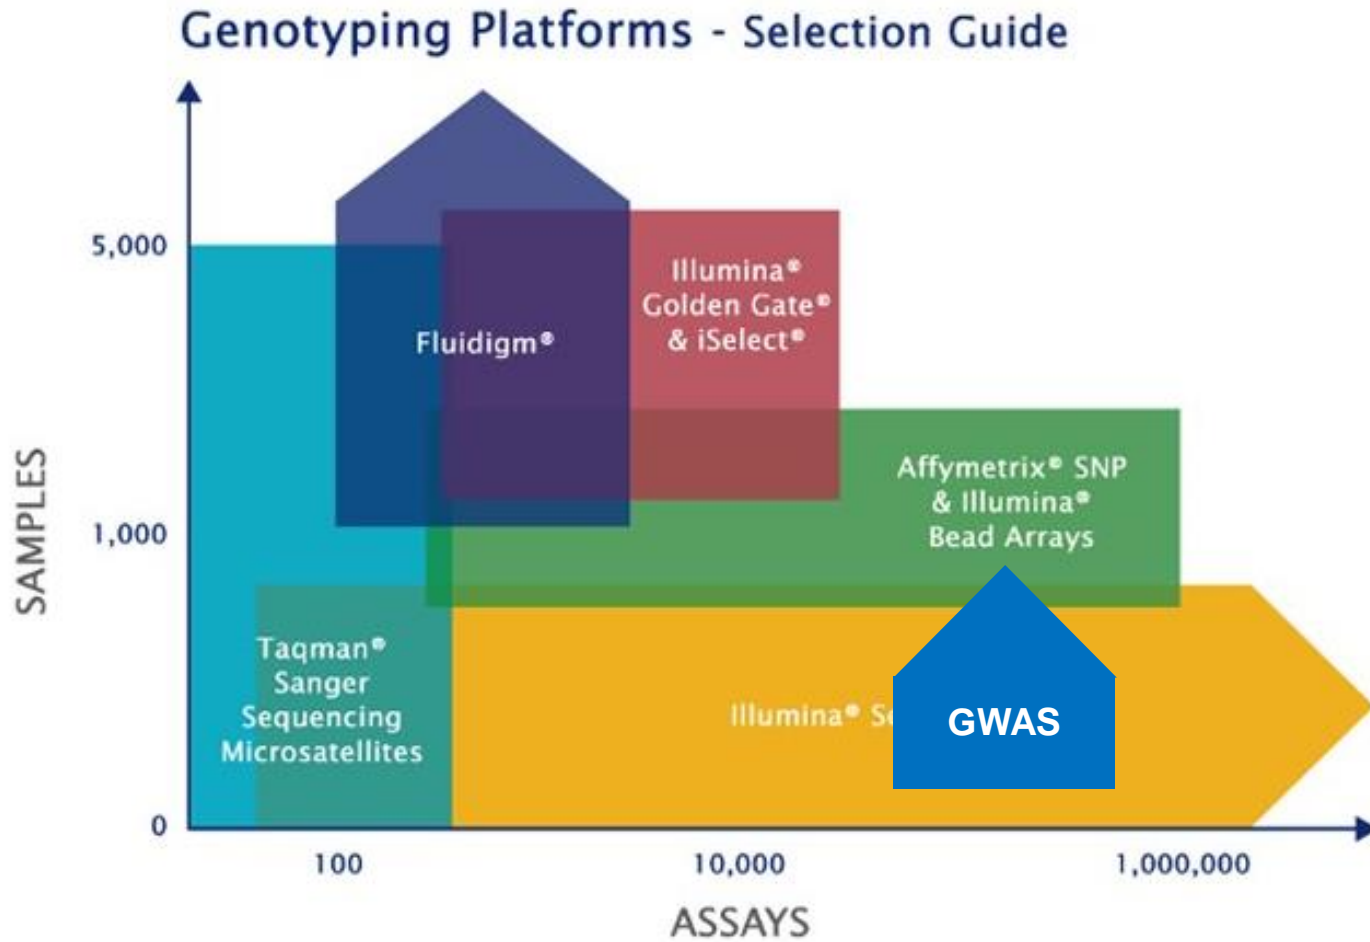 Genotyping Platforms - Selection Guide
5,000
1,000
0
SAMPLES
Fluidigm®
Illumina®
Golden Gate®
& iSelect®
Affymetrix® SNP
& Illumina®
Bead Arrays
Taqman®
Sanger
Sequencing
Microsatellites
Illumina®
GWAS
100
10,000
1,000,000
ASSAYS